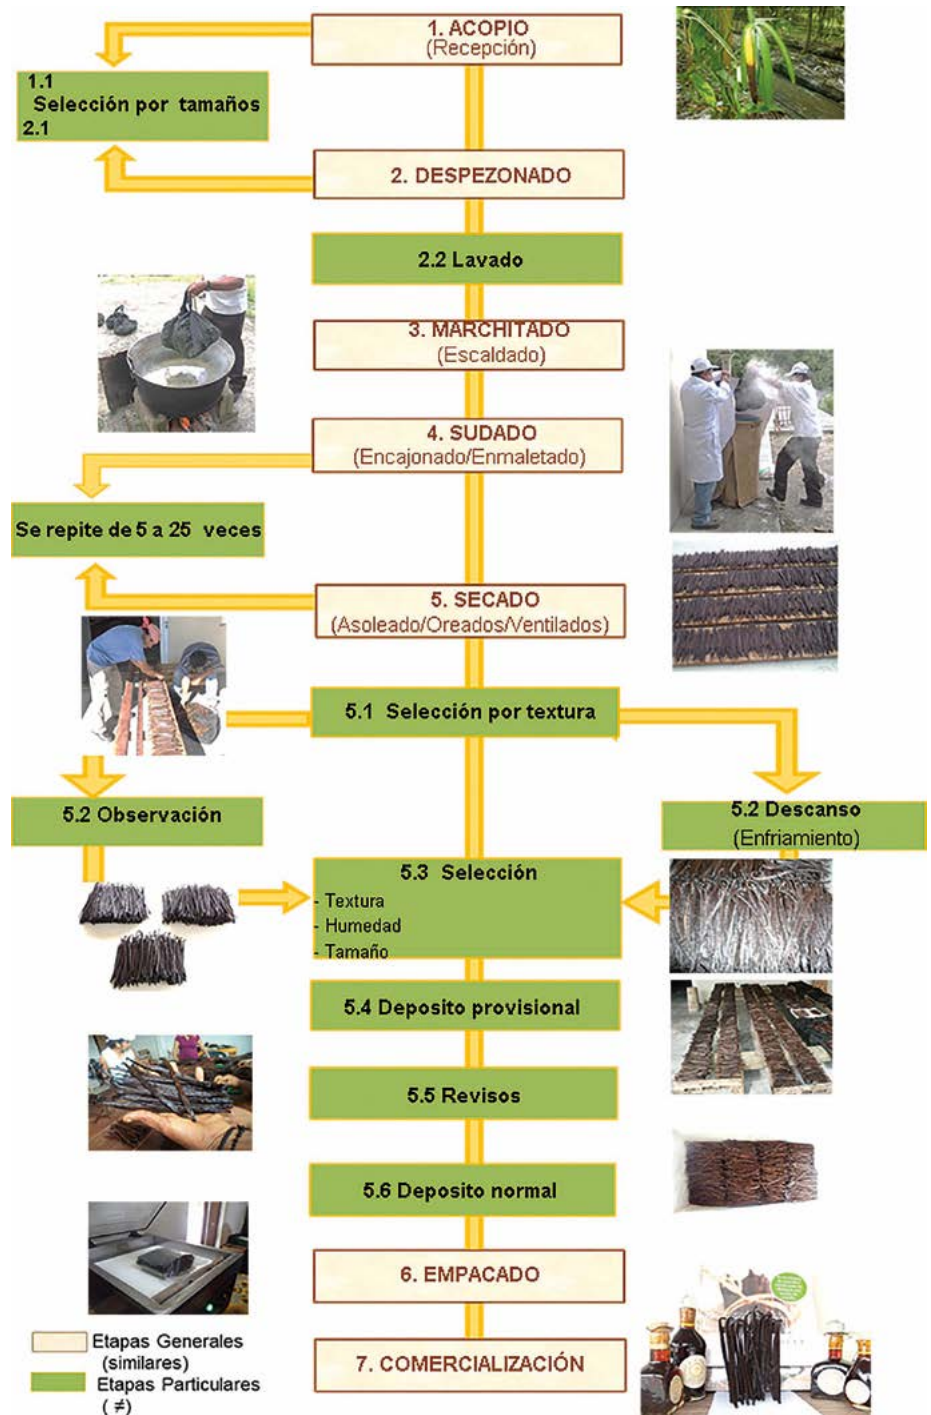 1. ACOPIO
(Recepción)
1.1
Selección por tamaños
2.1
2. DESPEZONADO
2.2 Lavado
3. MARCHITADO
(Escaldado)
4. SUDADO
(Encajonado/Enmaletado)
Se repite de 5 a 25 veces
5. SECADO
(Asoleado/Oreados/Ventilados)
5.1 Selección por textura
5.2 Observación
5.2 Descanso
(Enfriamiento)
5.3 Selección
- Textura
- Humedad
- Tamaño
5.4 Deposito provisional
5.5 Revisos
5.6 Deposito normal
6. EMPACADO
7. COMERCIALIZACIÓN
Etapas Generales
(similares)
Etapas Particulares
( ≠)